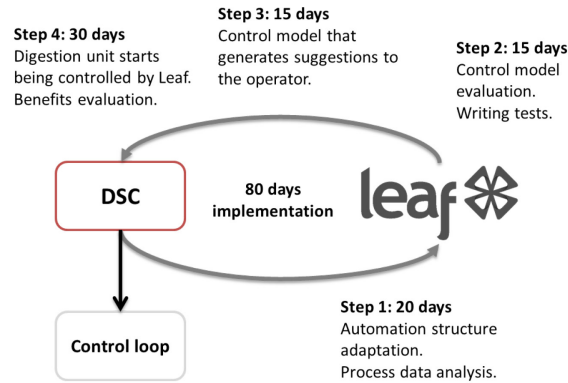 Step 3: 15 days
Control model that
generates suggestions to
the operator.
Step 4: 30 days
Digestion unit starts
being controlled by Leaf.
Benefits evaluation.
Step 2: 15 days
Control model
evaluation.
Writing tests.
DSC
80 days
implementation
leaf
Control loop
Step 1: 20 days
Automation structure
adaptation.
Process data analysis.